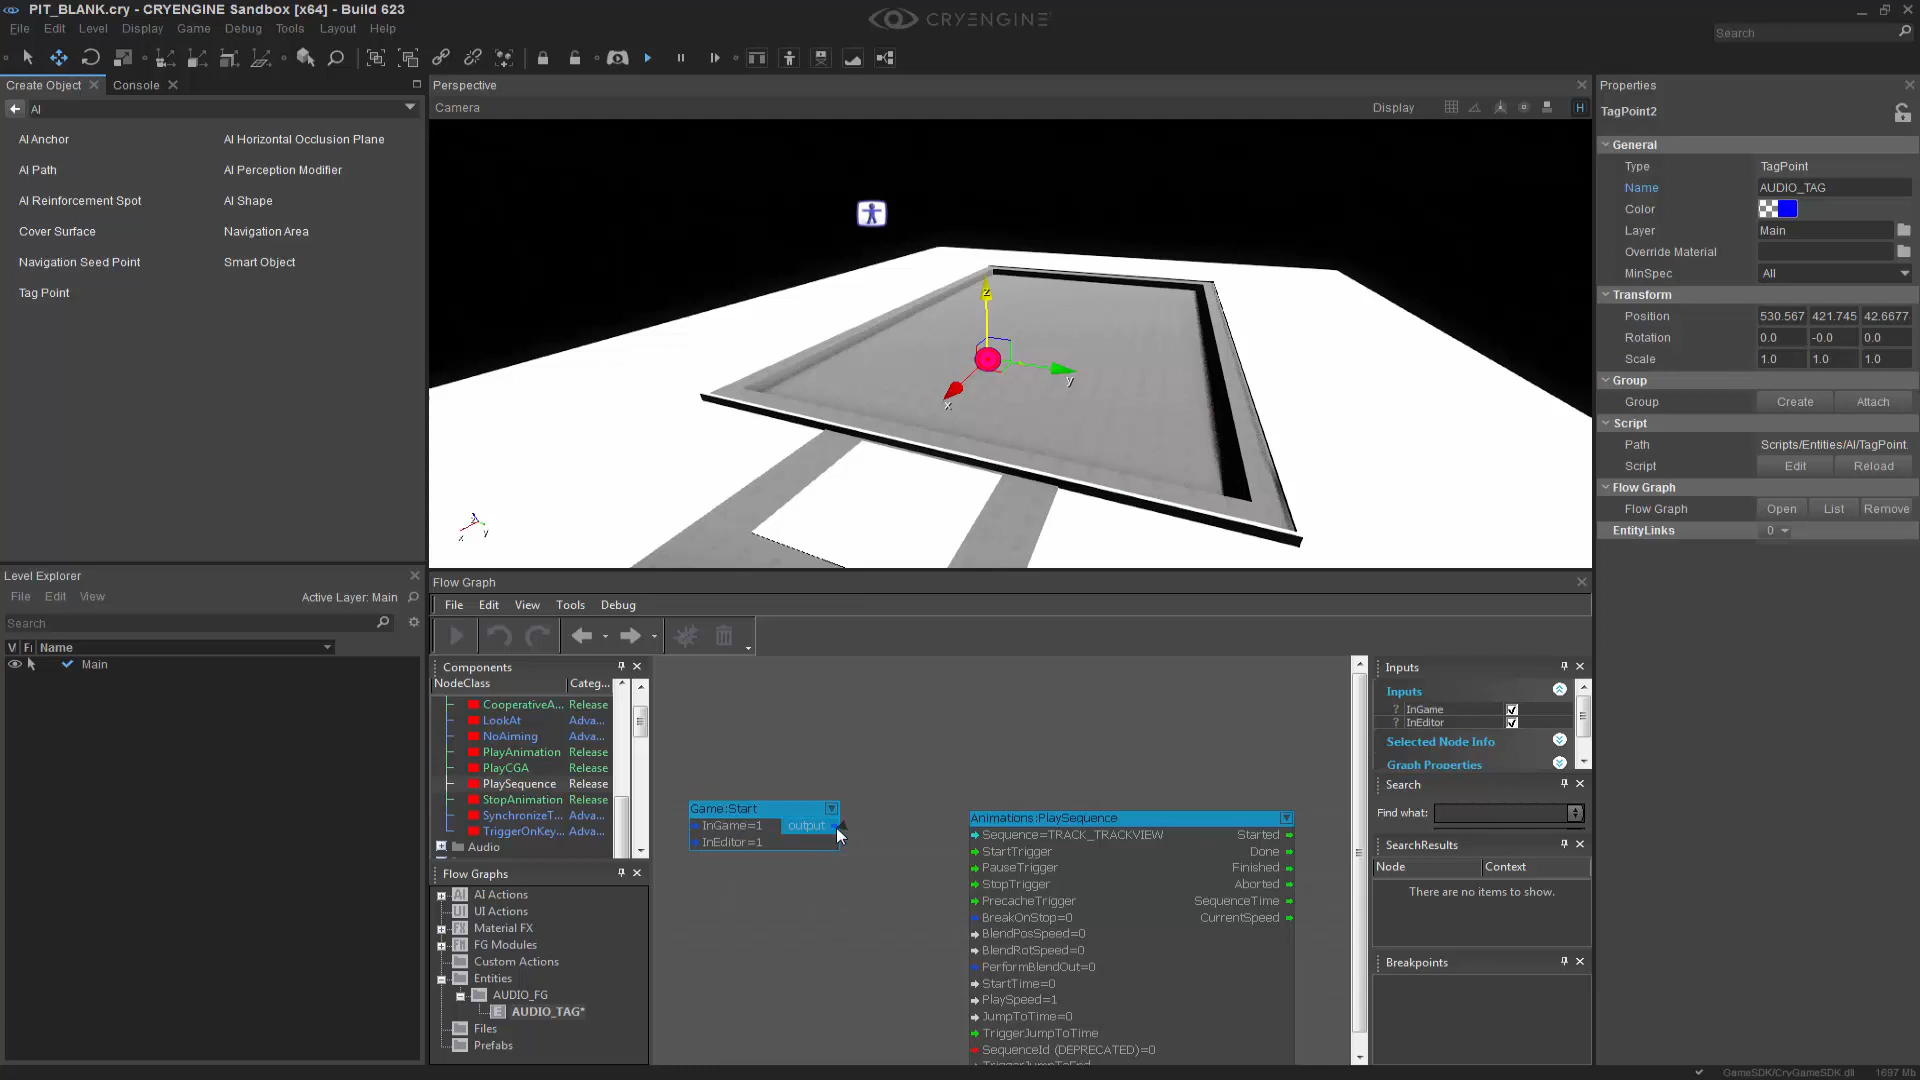 PIT_BLANK.cry - CRYENGINE Sandbox [x64] - Build 623
CRYENGINE
File Edit Level Display Game Debug Tools Layout Help
Search
Create Object Console
AI
AI Anchor AI Horizontal Occlusion Plane
AI Path AI Perception Modifier
AI Reinforcement Spot AI Shape
Cover Surface Navigation Area
Navigation Seed Point Smart Object
Tag Point
Perspective
Camera Display
H
z
y
x
x y
Properties
TagPoint2
General
Type TagPoint
Name AUDIO_TAG
Color
Layer Main
Override Material
MinSpec All
Transform
Position 530.567 421.745 42.6677
Rotation 0.0 -0.0 0.0
Scale 1.0 1.0 1.0
Group
Group Create Attach
Script
Path Scripts/Entities/AI/TagPoint.
Script Edit Reload
Flow Graph
Flow Graph Open List Remove
EntityLinks 0
Level Explorer
File Edit View Active Layer: Main
Search
V Name
Main
Flow Graph
File Edit View Tools Debug
Components
NodeClass Categ...
CooperativeA... Release
LookAt Adva...
NoAiming Adva...
PlayAnimation Release
PlayCGA Release
PlaySequence Release
StopAnimation Release
SynchronizeT... Adva...
TriggerOnKey... Adva...
Audio
Flow Graphs
AI Actions
UI Actions
Material FX
FG Modules
Custom Actions
Entities
AUDIO_FG
AUDIO_TAG*
Files
Prefabs
Game:Start
InGame=1 output
InEditor=1
Animations:PlaySequence
Sequence=TRACK_TRACKVIEW Started
StartTrigger Done
PauseTrigger Finished
StopTrigger Aborted
PrecacheTrigger SequenceTime
BreakOnStop=0 CurrentSpeed
BlendPosSpeed=0
BlendRotSpeed=0
PerformBlendOut=0
StartTime=0
PlaySpeed=1
JumpToTime=0
TriggerJumpToTime
SequenceId (DEPRECATED)=0
TriggerJumpToEnd
Inputs
Inputs
? InGame
? InEditor
Selected Node Info
Graph Properties
Search
Find what:
SearchResults
Node Context
There are no items to show.
Breakpoints
GameSDK/CryGameSDK.dll 1697 Mb